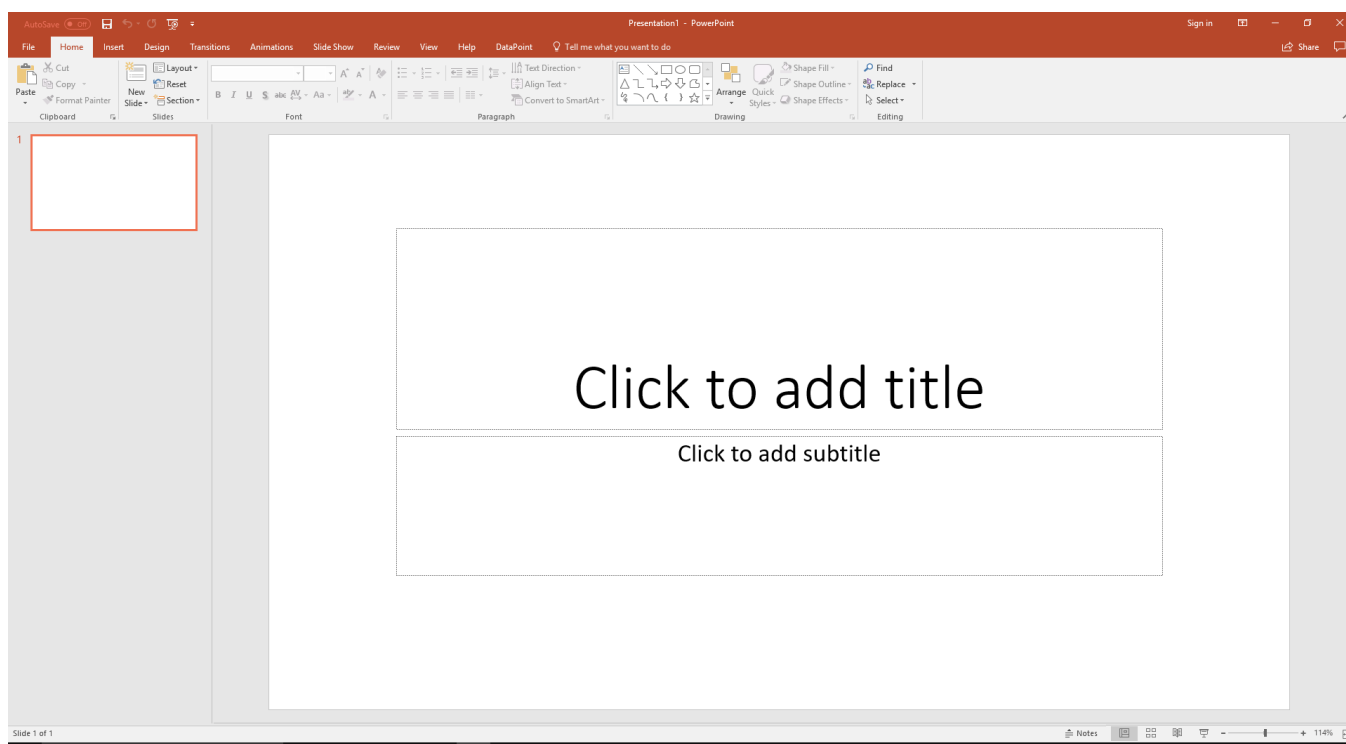 AutoSave Off Presentation1 - PowerPoint Sign in
File Home Insert Design Transitions Animations Slide Show Review View Help DataPoint Tell me what you want to do Share
Paste Cut Copy Format Painter
Clipboard
New Slide Layout Reset Section
Slides
B I U S abc AV Aa A
Font
Text Direction
Align Text
Convert to SmartArt
Paragraph
Arrange Quick Styles Shape Fill Shape Outline Shape Effects
Drawing
Find
Replace
Select
Editing
1
Click to add title
Click to add subtitle
Slide 1 of 1 Notes 114%